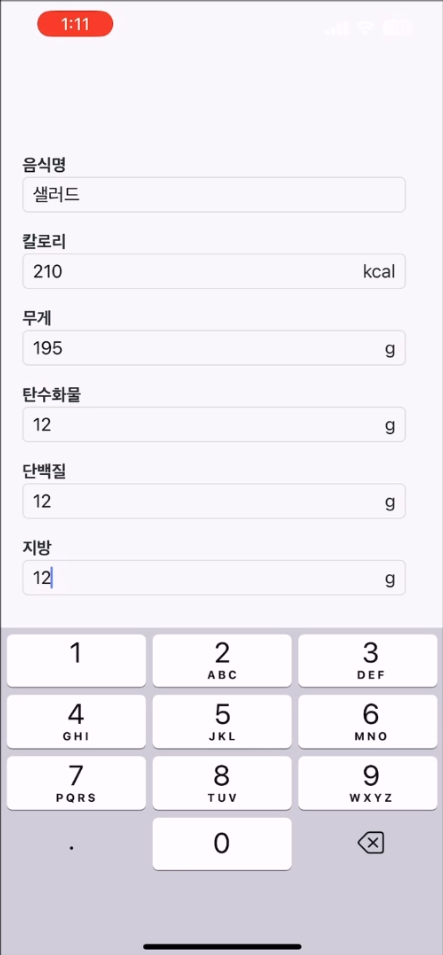 1:11
음식명
샐러드
칼로리
210 kcal
무게
195 g
탄수화물
12 g
단백질
12 g
지방
12 g
1 2 3
ABC DEF
4 5 6
GHI JKL MNO
7 8 9
PQRS TUV WXYZ
. 0